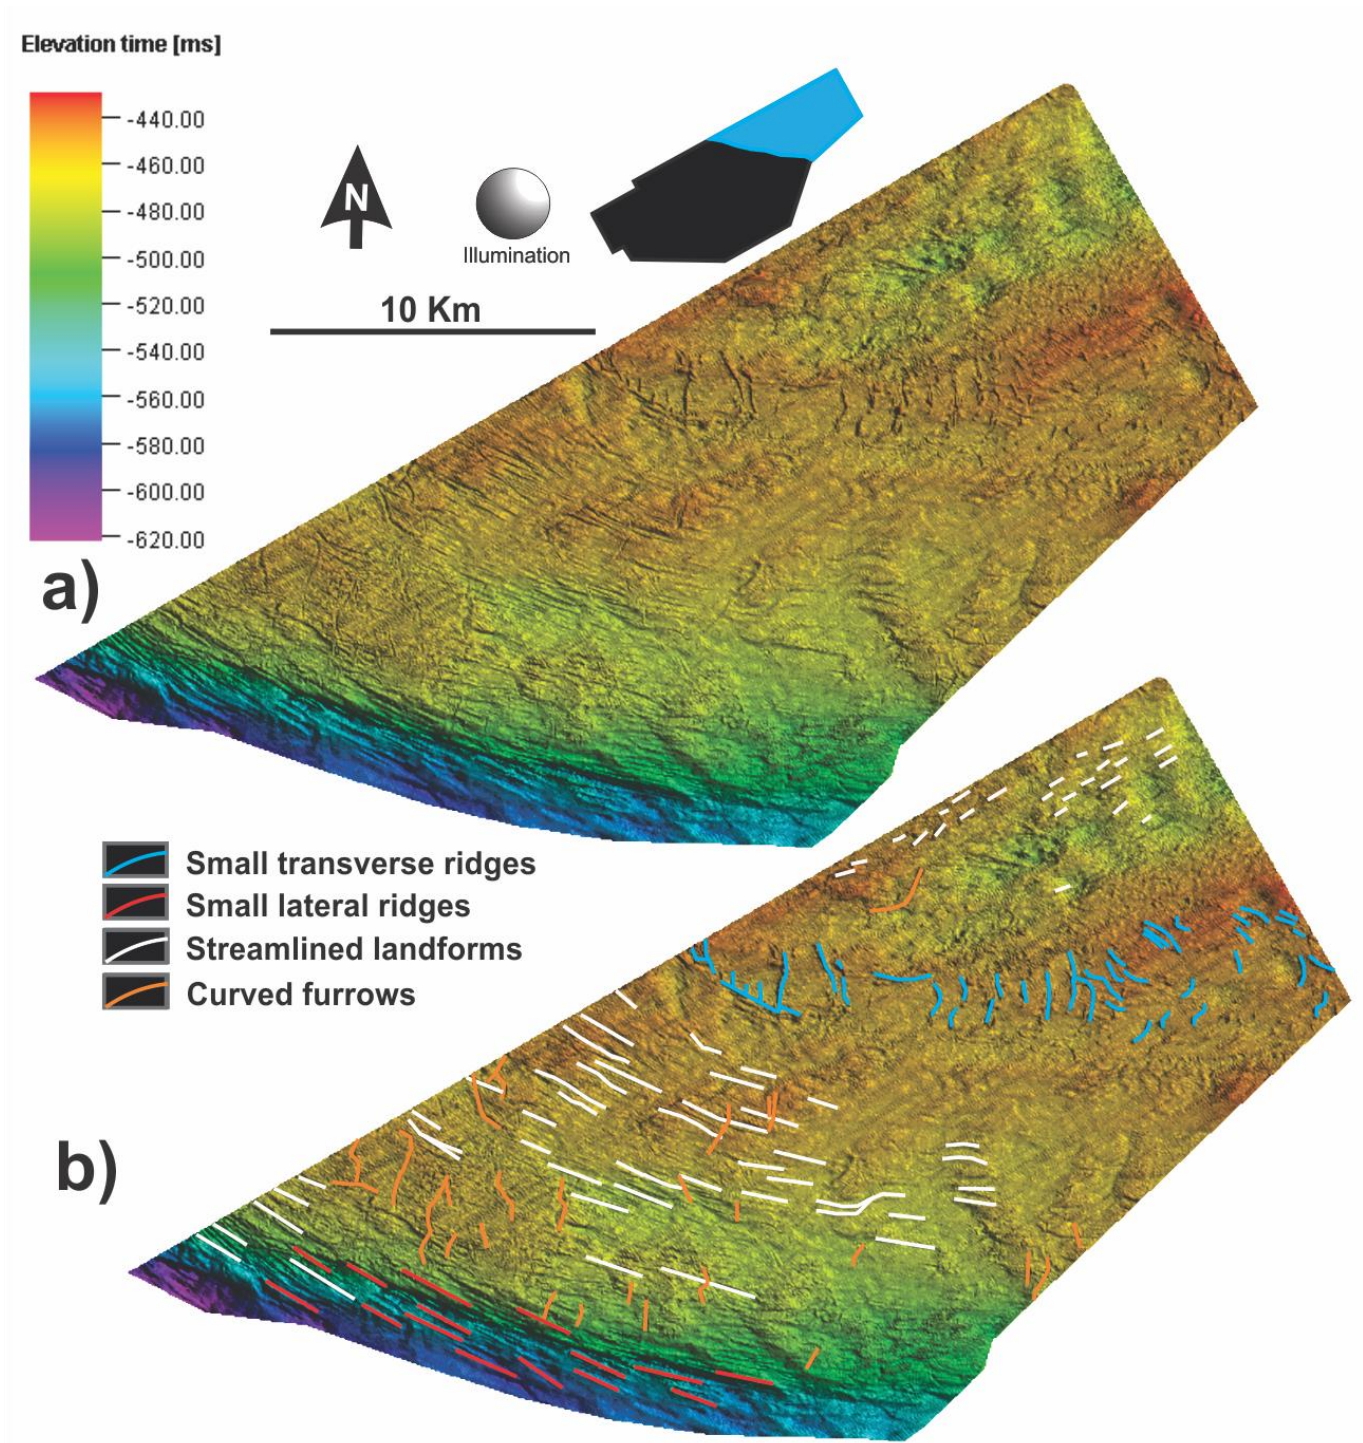 Elevation time [ms]
-440.00
-460.00
-480.00
-500.00
-520.00
-540.00
-560.00
-580.00
-600.00
-620.00
N
Illumination
10 Km
a)
Small transverse ridges
Small lateral ridges
Streamlined landforms
Curved furrows
b)